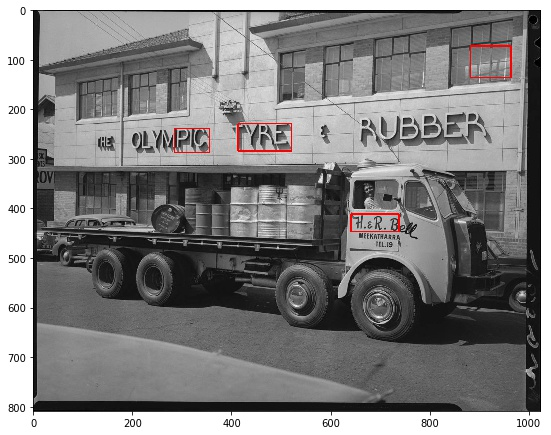 THE OLYMPIC TYRE & RUBBER
H. & R. Bell
MEEKATHARRA
TEL.19